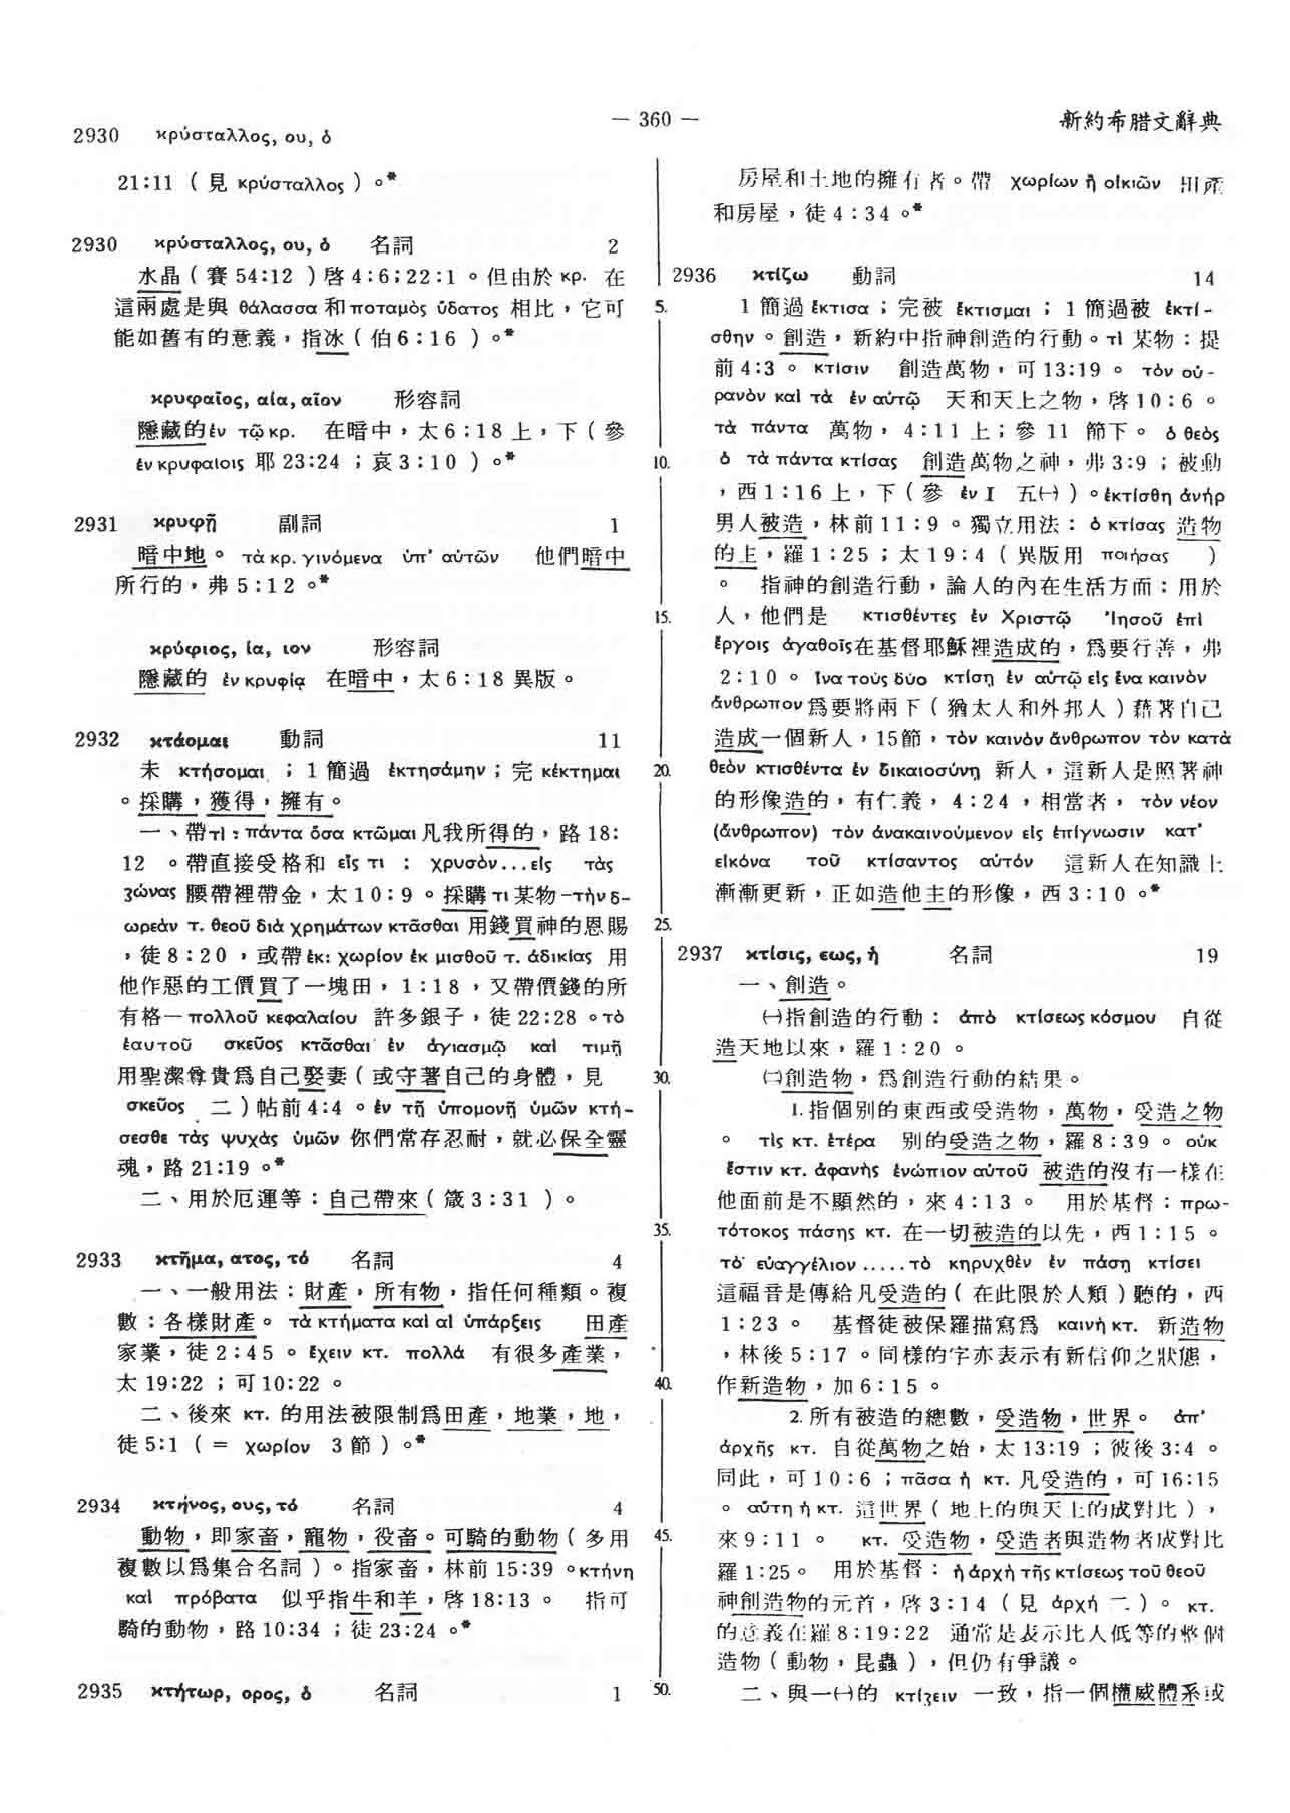 2930 κρύσταλλος, ου, ὁ
— 360 —
新約希腊文辭典
21:11 ( 見 κρύσταλλος ) 。*
2930 κρύσταλλος, ου, ὁ 名詞 2
水晶 ( 賽 54:12 ) 啓 4:6;22:1 。但由於 κρ. 在
這兩處是與 θάλασσα 和 ποταμὸς ὕδατος 相比,它可
能如舊有的意義,指冰 ( 伯 6:16 ) 。*
κρυφαῖος, αία, αῖον 形容詞
隱藏的 ἐν τῷ κρ. 在暗中,太 6:18 上,下 ( 參
ἐν κρυφαίοις 耶 23:24 ;哀 3:10 ) 。*
2931 κρυφῇ 副詞 1
暗中地。 τὰ κρ. γινόμενα ὑπ' αὐτῶν 他們暗中
所行的,弗 5:12 。*
κρύφιος, ία, ιον 形容詞
隱藏的 ἐν κρυφίᾳ 在暗中,太 6:18 異版。
2932 κτάομαι 動詞 11
未 κτήσομαι ; 1 簡過 ἐκτησάμην ; 完 κέκτημαι
。採購,獲得,擁有。
一、帶 τὶ : πάντα ὅσα κτῶμαι 凡我所得的,路 18:
12 。帶直接受格和 εἴς τι : χρυσὸν...εἰς τὰς
ζώνας 腰帶裡帶金,太 10:9 。採購 τι 某物 — τὴν δ-
ωρεὰν τ. θεοῦ διὰ χρημάτων κτᾶσθαι 用錢買神的恩賜
,徒 8:20 ,或帶 ἐκ: χωρίον ἐκ μισθοῦ τ. ἀδικίας 用
他作惡的工價買了一塊田, 1:18 ,又帶價錢的所
有格 — πολλοῦ κεφαλαίου 許多銀子,徒 22:28 。τὸ
ἑαυτοῦ σκεῦος κτᾶσθαι ἐν ἁγιασμῷ καὶ τιμῇ
用聖潔尊貴爲自己娶妻 ( 或守著自己的身體,見
σκεῦος 二 ) 帖前 4:4 。ἐν τῇ ὑπομονῇ ὑμῶν κτή-
σεσθε τὰς ψυχὰς ὑμῶν 你們常存忍耐,就必保全靈
魂,路 21:19 。*
二、用於厄運等:自己帶來 ( 箴 3:31 ) 。
2933 κτῆμα, ατος, τό 名詞 4
一、一般用法:財產,所有物,指任何種類。複
數:各樣財產。 τὰ κτήματα καὶ αἱ ὑπάρξεις 田產
家業,徒 2:45 。ἔχειν κτ. πολλά 有很多產業,
太 19:22 ;可 10:22 。
二、後來 κτ. 的用法被限制爲田產,地業,地,
徒 5:1 ( = χωρίον 3 節 ) 。*
2934 κτῆνος, ους, τό 名詞 4
動物,即家畜,寵物,役畜。可騎的動物 ( 多用
複數以爲集合名詞 ) 。指家畜,林前 15:39 。κτήνη
καὶ πρόβατα 似乎指牛和羊,啓 18:13 。 指可
騎的動物,路 10:34 ;徒 23:24 。*
2935 κτήτωρ, ορος, ὁ 名詞 1
5.
10.
15.
20.
25.
30.
35.
40.
45.
50.
房屋和土地的擁有者。帶 χωρίων ἢ οἰκιῶν 田產
和房屋,徒 4:34 。*
2936 κτίζω 動詞 14
1 簡過 ἔκτισα ; 完被 ἔκτισμαι ; 1 簡過被 ἐκτί-
σθην 。創造,新約中指神創造的行動。τὶ 某物:提
前 4:3 。 κτίσιν 創造萬物,可 13:19 。 τὸν οὐ-
ρανὸν καὶ τὰ ἐν αὐτῷ 天和天上之物,啓 10:6 。
τὰ πάντα 萬物, 4:11 上;參 11 節下。 ὁ θεὸς
ὁ τὰ πάντα κτίσας 創造萬物之神,弗 3:9 ;被動
,西 1:16 上,下 ( 參 ἐν I 五㈠ ) 。ἐκτίσθη ἀνήρ
男人被造,林前 11:9 。獨立用法: ὁ κτίσας 造物
的主,羅 1:25 ;太 19:4 ( 異版用 ποιήσας )
。 指神的創造行動,論人的內在生活方面:用於
人,他們是 κτισθέντες ἐν Χριστῷ Ἰησοῦ ἐπὶ
ἔργοις ἀγαθοῖς 在基督耶穌裡造成的,爲要行善,弗
2:10 。 ἵνα τοὺς δύο κτίσῃ ἐν αὐτῷ εἰς ἕνα καινὸν
ἄνθρωπον 爲要將兩下 ( 猶太人和外邦人 ) 藉著自己
造成一個新人,15節,τὸν καινὸν ἄνθρωπον τὸν κατὰ
θεὸν κτισθέντα ἐν δικαιοσύνῃ 新人,這新人是照著神
的形像造的,有仁義, 4:24 ,相當者, τὸν νέον
(ἄνθρωπον) τὸν ἀνακαινούμενον εἰς ἐπίγνωσιν κατ'
εἰκόνα τοῦ κτίσαντος αὐτόν 這新人在知識上
漸漸更新,正如造他主的形像,西 3:10 。*
2937 κτίσις, εως, ἡ 名詞 19
一、創造。
㈠指創造的行動: ἀπὸ κτίσεως κόσμου 自從
造天地以來,羅 1:20 。
㈡創造物,爲創造行動的結果。
1. 指個別的東西或受造物,萬物,受造之物
。 τὶς κτ. ἑτέρα 別的受造之物,羅 8:39 。 οὐκ
ἔστιν κτ. ἀφανὴς ἐνώπιον αὐτοῦ 被造的沒有一樣在
他面前是不顯然的,來 4:13 。 用於基督: πρω-
τότοκος πάσης κτ. 在一切被造的以先,西 1:15 。
τὸ εὐαγγέλιον .....τὸ κηρυχθὲν ἐν πάσῃ κτίσει
這福音是傳給凡受造的 ( 在此限於人類 ) 聽的,西
1:23 。 基督徒被保羅描寫爲 καινὴ κτ. 新造物
,林後 5:17 。同樣的字亦表示有新信仰之狀態,
作新造物,加 6:15 。
2. 所有被造的總數,受造物,世界。 ἀπ'
ἀρχῆς κτ. 自從萬物之始,太 13:19 ;彼後 3:4 。
同此,可 10:6 ;πᾶσα ἡ κτ. 凡受造的,可 16:15
。 αὕτη ἡ κτ. 這世界 ( 地上的與天上的成對比 ) ,
來 9:11 。 κτ. 受造物,受造者與造物者成對比
羅 1:25。 用於基督: ἡ ἀρχὴ τῆς κτίσεως τοῦ θεοῦ
神創造物的元首,啓 3:14 ( 見 ἀρχή 二 ) 。 κτ.
的意義在羅 8:19:22 通常是表示比人低等的整個
造物 ( 動物,昆蟲 ) ,但仍有爭議。
二、與一㈠的 κτίζειν 一致,指一個權威體系或